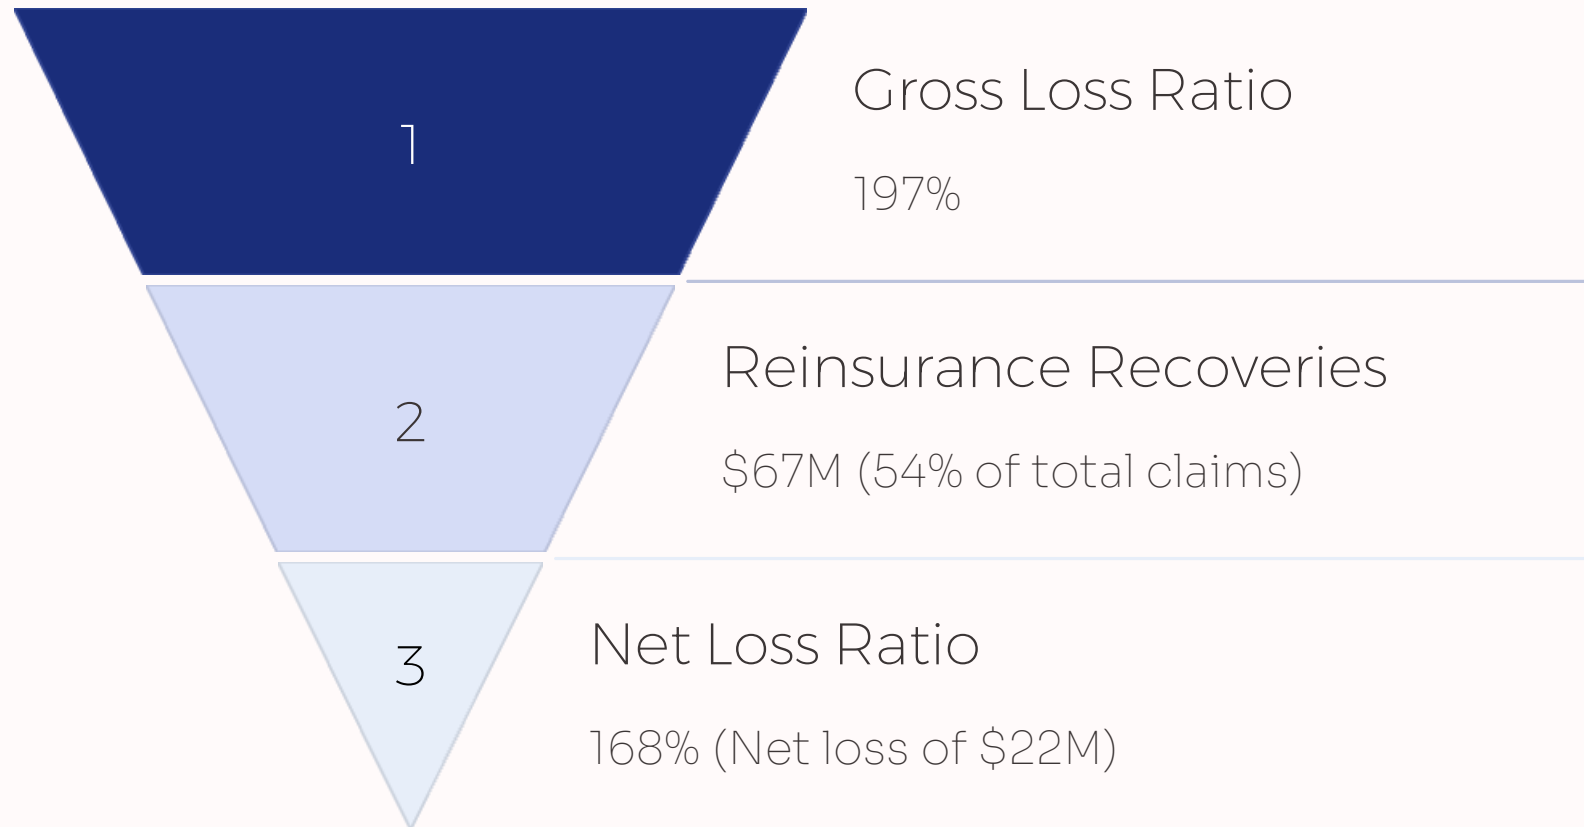 1
Gross Loss Ratio
197%
2
Reinsurance Recoveries
$67M (54% of total claims)
3
Net Loss Ratio
168% (Net loss of $22M)